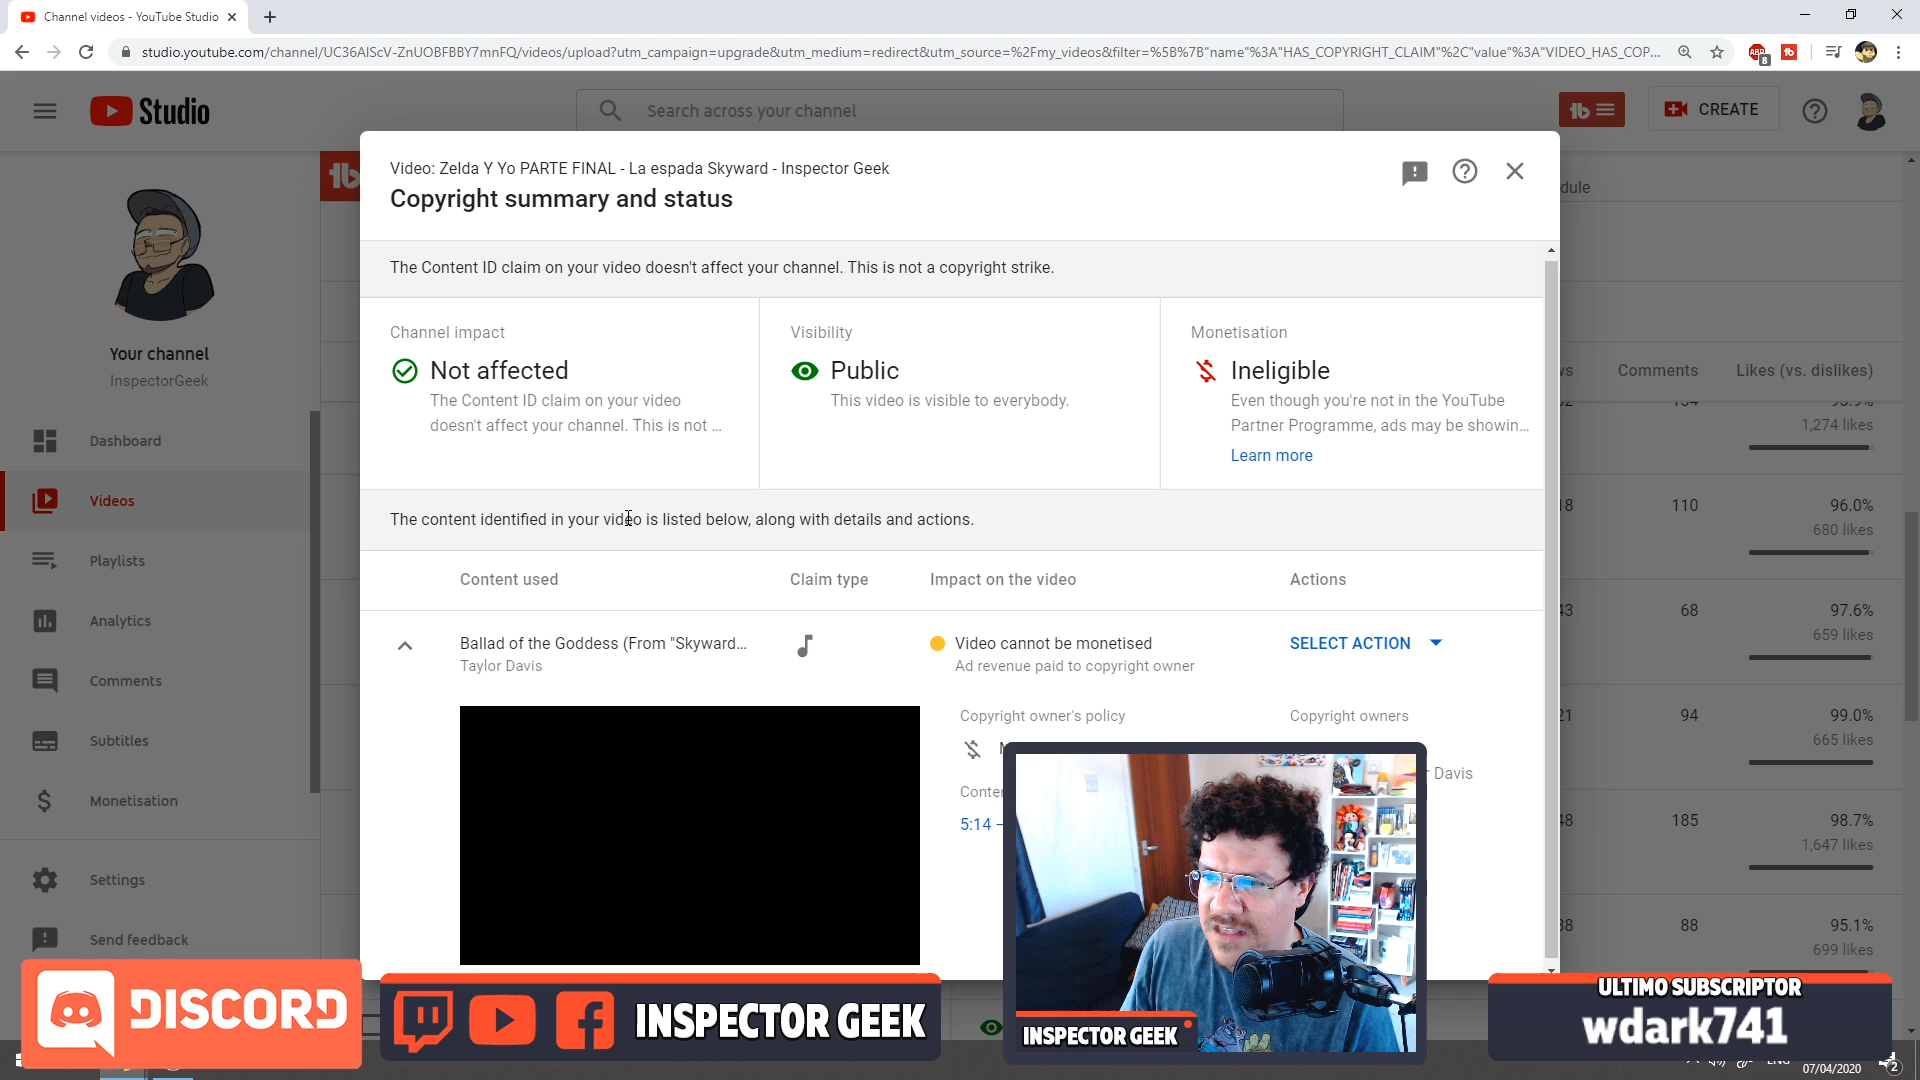 Channel videos - YouTube Studio
studio.youtube.com/channel/UC36AIScV-ZnUOBFBBY7mnFQ/videos/upload?utm_campaign=upgrade&utm_medium=redirect&utm_source=%2Fmy_videos&filter=%5B%7B"name"%3A"HAS_COPYRIGHT_CLAIM"%2C"value"%3A"VIDEO_HAS_COP...
ABP
8
Studio
Search across your channel
CREATE
Video: Zelda Y Yo PARTE FINAL - La espada Skyward - Inspector Geek
Copyright summary and status
dule
The Content ID claim on your video doesn't affect your channel. This is not a copyright strike.
Channel impact
Visibility
Monetisation
Not affected
Public
Ineligible
The Content ID claim on your video
doesn't affect your channel. This is not ...
This video is visible to everybody.
Even though you're not in the YouTube
Partner Programme, ads may be showin...
Learn more
Your channel
InspectorGeek
Comments
Likes (vs. dislikes)
1,274 likes
Dashboard
Videos
Playlists
Analytics
Comments
Subtitles
Monetisation
Settings
Send feedback
The content identified in your video is listed below, along with details and actions.
Content used
Claim type
Impact on the video
Actions
Ballad of the Goddess (From "Skyward...
Taylor Davis
Video cannot be monetised
Ad revenue paid to copyright owner
SELECT ACTION
Copyright owner's policy
Copyright owners
Davis
Conten
5:14 –
110
96.0%
680 likes
68
97.6%
659 likes
94
99.0%
665 likes
185
98.7%
1,647 likes
88
95.1%
699 likes
DISCORD
INSPECTOR GEEK
INSPECTOR GEEK
ULTIMO SUBSCRIPTOR
wdark741
07/04/2020
2